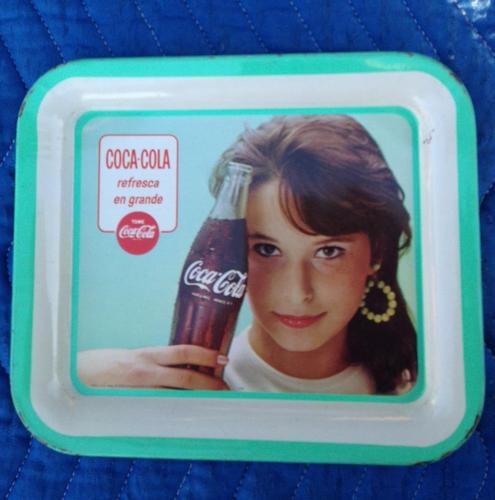 COCA-COLA
refresca
en grande
TOME
Coca-Cola
Coca-Cola